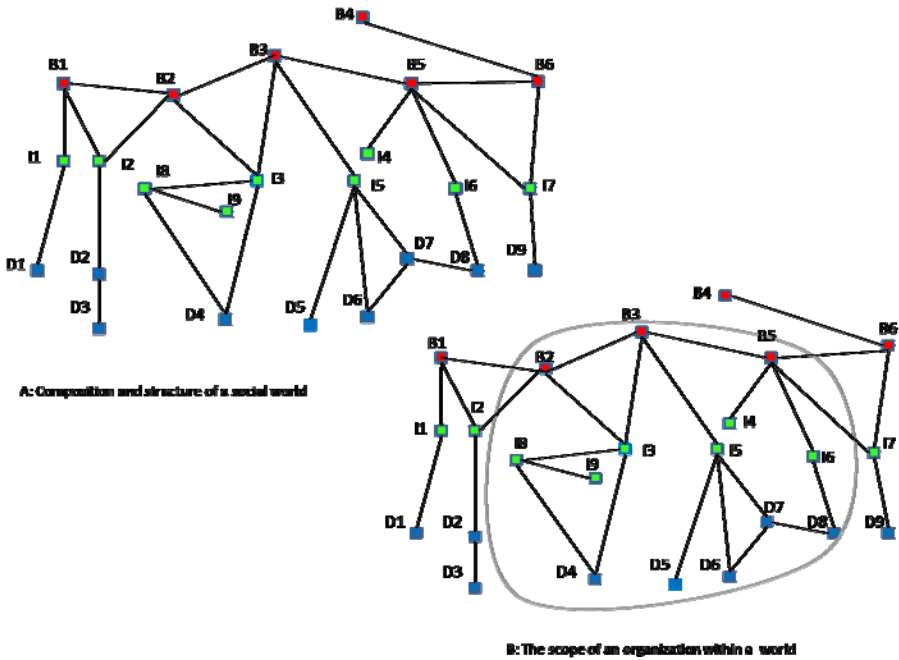 B4
B3
B1
B2
B5
B6
I1
I2
I8
I3
I4
I9
I5
I6
I7
D1
D2
D7
D8
D9
D3
D4
D5
D6
A: Composition and structure of a social world
B4
B3
B1
B2
B5
B6
I2
I1
I4
I8
I3
I9
I5
I6
I7
D1
D2
D7
D8
D9
D3
D4
D5
D6
B: The scope of an organization within a world